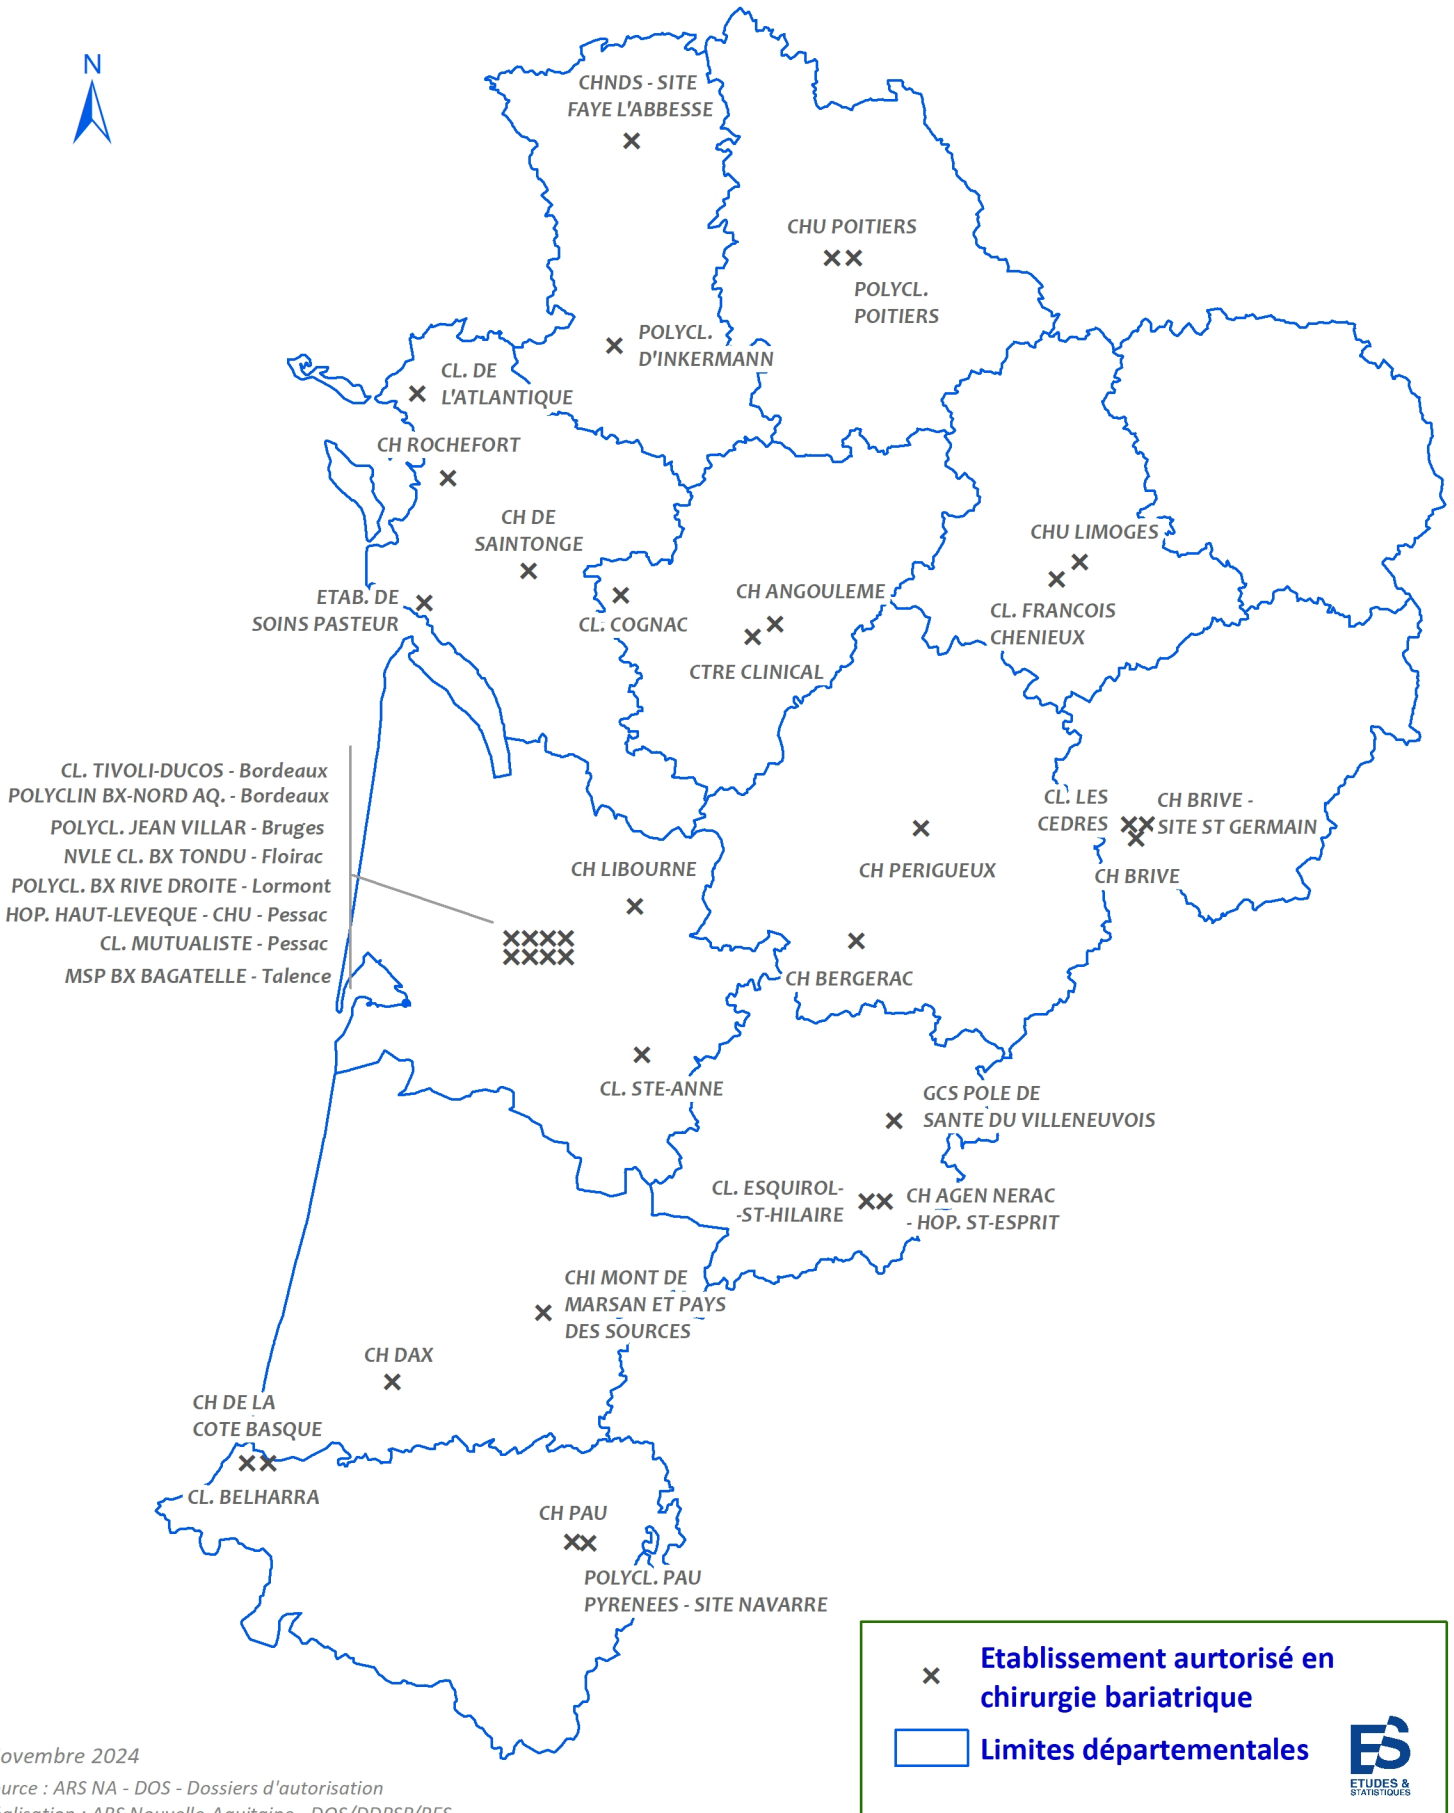 N
CHNDS - SITE
FAYE L'ABBESSE
CHU POITIERS
POLYCL.
POITIERS
POLYCL.
D'INKERMANN
CL. DE
L'ATLANTIQUE
CH ROCHEFORT
CH DE
SAINTONGE
CHU LIMOGES
ETAB. DE
SOINS PASTEUR
CL. COGNAC
CH ANGOULEME
CL. FRANCOIS
CHENIEUX
CTRE CLINICAL
CL. TIVOLI-DUCOS - Bordeaux
POLYCLIN BX-NORD AQ. - Bordeaux
POLYCL. JEAN VILLAR - Bruges
NVLE CL. BX TONDU - Floirac
POLYCL. BX RIVE DROITE - Lormont
HOP. HAUT-LEVEQUE - CHU - Pessac
CL. MUTUALISTE - Pessac
MSP BX BAGATELLE - Talence
CL. LES
CEDRES
CH BRIVE -
SITE ST GERMAIN
CH BRIVE
CH LIBOURNE
CH PERIGUEUX
CH BERGERAC
CL. STE-ANNE
GCS POLE DE
SANTE DU VILLENEUVOIS
CL. ESQUIROL-
-ST-HILAIRE
CH AGEN NERAC
- HOP. ST-ESPRIT
CHI MONT DE
MARSAN ET PAYS
DES SOURCES
CH DAX
CH DE LA
COTE BASQUE
CL. BELHARRA
CH PAU
POLYCL. PAU
PYRENEES - SITE NAVARRE
Etablissement aurtorisé en
chirurgie bariatrique
Limites départementales
ES
ETUDES &
STATISTIQUES
ovembre 2024
urce : ARS NA - DOS - Dossiers d'autorisation